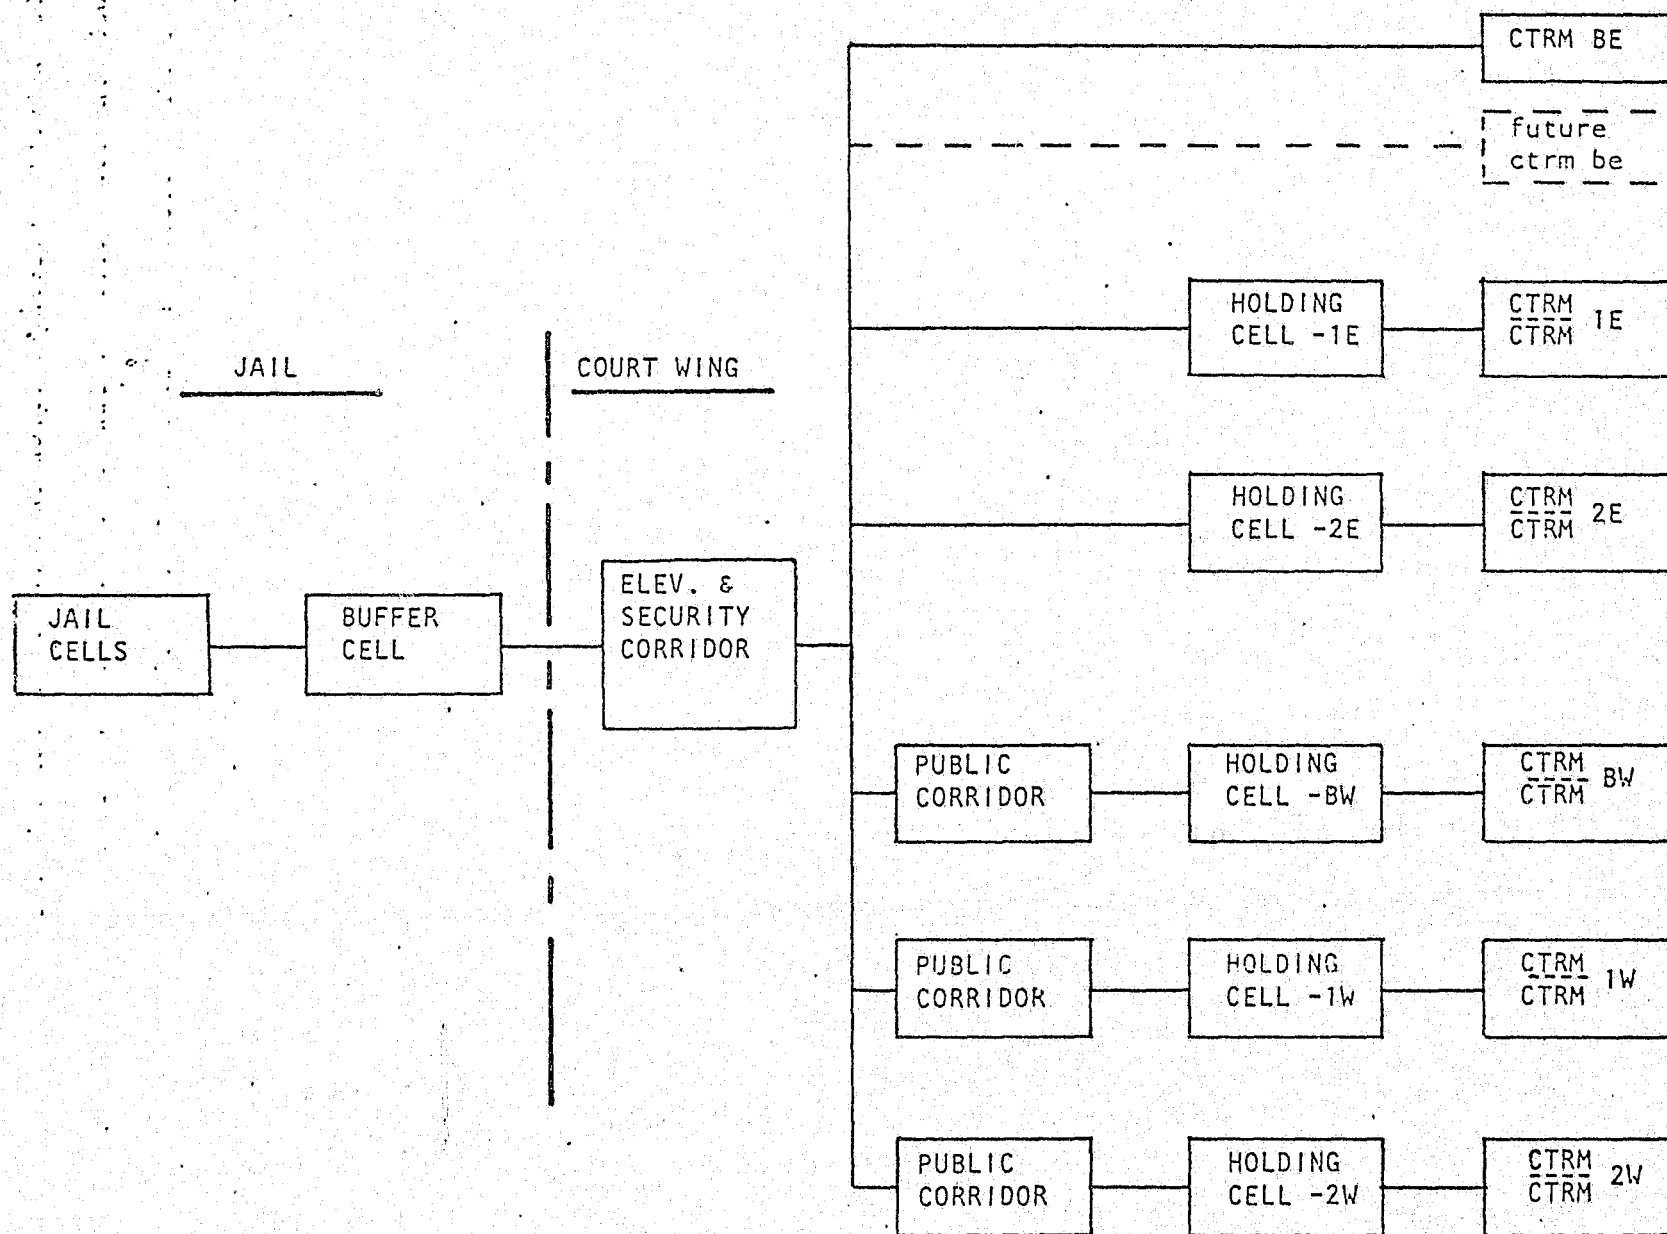 CTRM BE
future
ctrm be
HOLDING
CELL -1E
CTRM
CTRM 1E
JAIL
COURT WING
HOLDING
CELL -2E
CTRM
CTRM 2E
JAIL
CELLS
BUFFER
CELL
ELEV. &
SECURITY
CORRIDOR
PUBLIC
CORRIDOR
HOLDING
CELL -BW
CTRM
CTRM BW
PUBLIC
CORRIDOR
HOLDING
CELL -1W
CTRM
CTRM 1W
PUBLIC
CORRIDOR
HOLDING
CELL -2W
CTRM
CTRM 2W